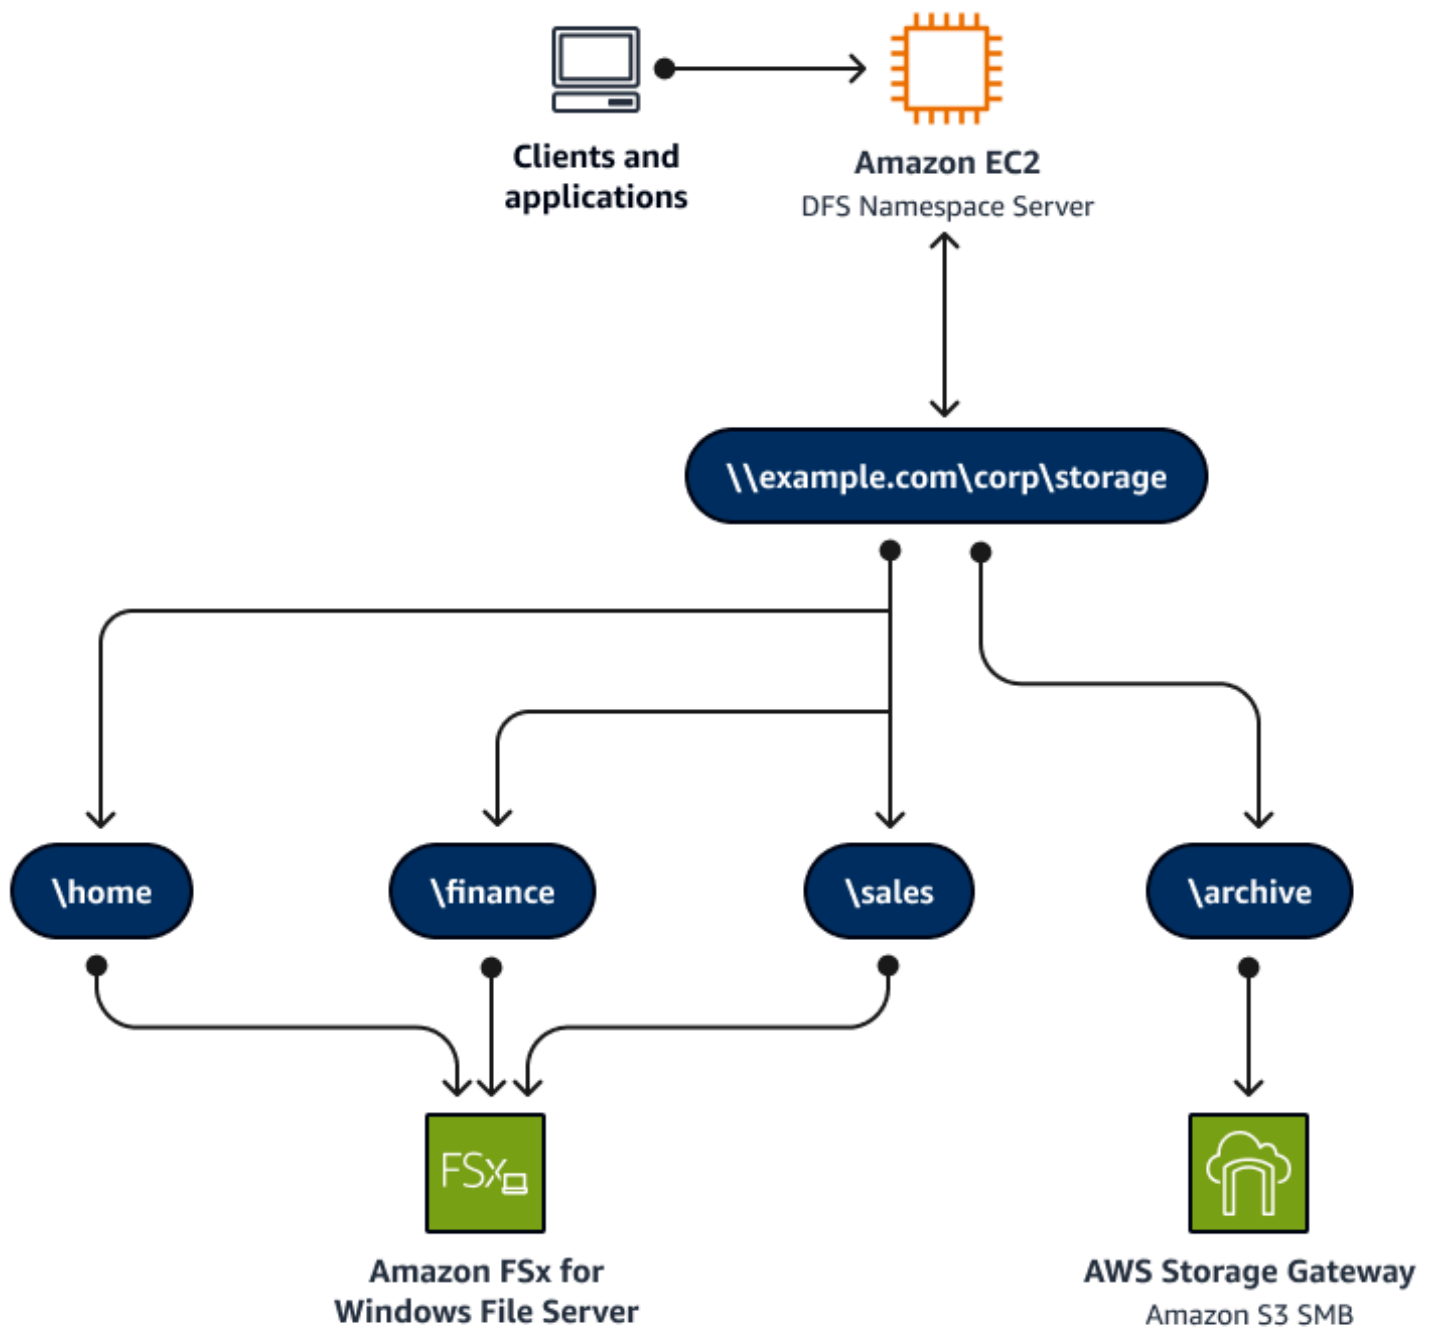 Clients and
applications
Amazon EC2
DFS Namespace Server
\\example.com\corp\storage
\home
\finance
\sales
\archive
FSx
Amazon FSx for
Windows File Server
AWS Storage Gateway
Amazon S3 SMB